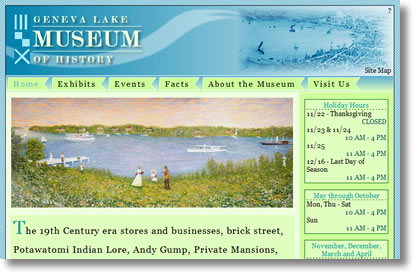 GENEVA LAKE
MUSEUM
OF HISTORY
?
Site Map
Home
Exhibits
Events
Facts
About the Museum
Visit Us
Holiday Hours
11/22 - Thanksgiving
CLOSED
11/23 & 11/24
10 AM - 4 PM
11/25
11 AM - 4 PM
12/16 - Last Day of
Season
11 AM - 4 PM
May through October
Mon, Thu - Sat
10 AM - 4 PM
Sun
11 AM - 4 PM
November, December,
March and April
The 19th Century era stores and businesses, brick street,
Potawatomi Indian Lore, Andy Gump, Private Mansions,